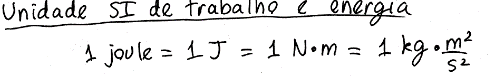 Unidade SI de trabalho e energia
1 joule = 1 J = 1 N·m = 1 kg · m²/s²